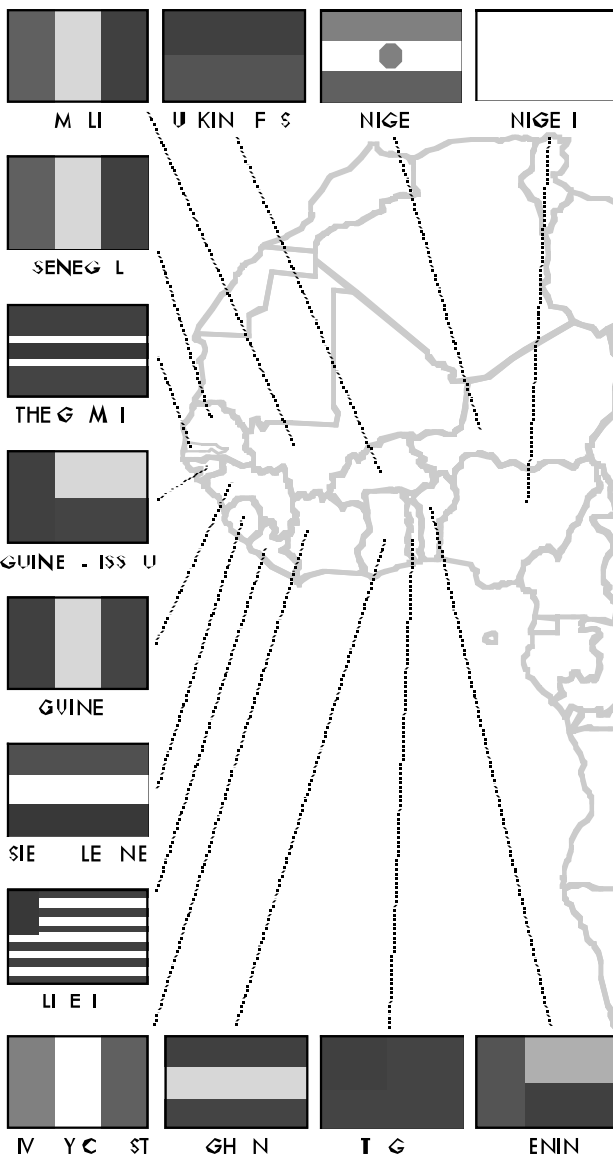 M LI
U KIN F S
NIGE
NIGE I
SENEG L
THE G M I
GUINE - ISS U
GUINE
SIE LE NE
LI E I
IV Y C ST
GH N
T G
ENIN